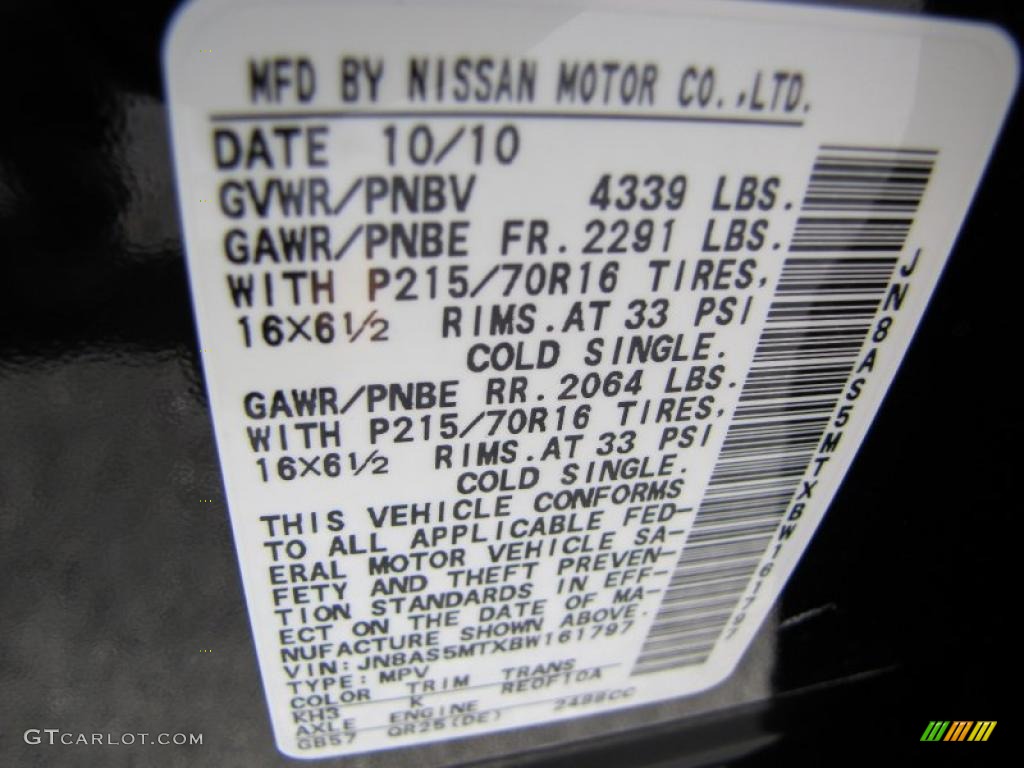 MFD BY NISSAN MOTOR CO.,LTD.
DATE 10/10
GVWR/PNBV 4339 LBS.
GAWR/PNBE FR.2291 LBS.
WITH P215/70R16 TIRES,
16X6½ RIMS.AT 33 PSI
COLD SINGLE.
GAWR/PNBE RR.2064 LBS.
WITH P215/70R16 TIRES,
16X6½ RIMS.AT 33 PSI
COLD SINGLE.
THIS VEHICLE CONFORMS
TO ALL APPLICABLE FED-
ERAL MOTOR VEHICLE SA-
FETY AND THEFT PREVEN-
TION STANDARDS IN EFF-
ECT ON THE DATE OF MA-
NUFACTURE SHOWN ABOVE.
VIN: JN8AS5MTXBW161797
TYPE: MPV
COLOR TRIM TRANS
KH3 K RE0F10A
AXLE ENGINE
GB57 QR25(DE) 2488CC
JN8AS5MTXBW161797
GTCARLOT.COM